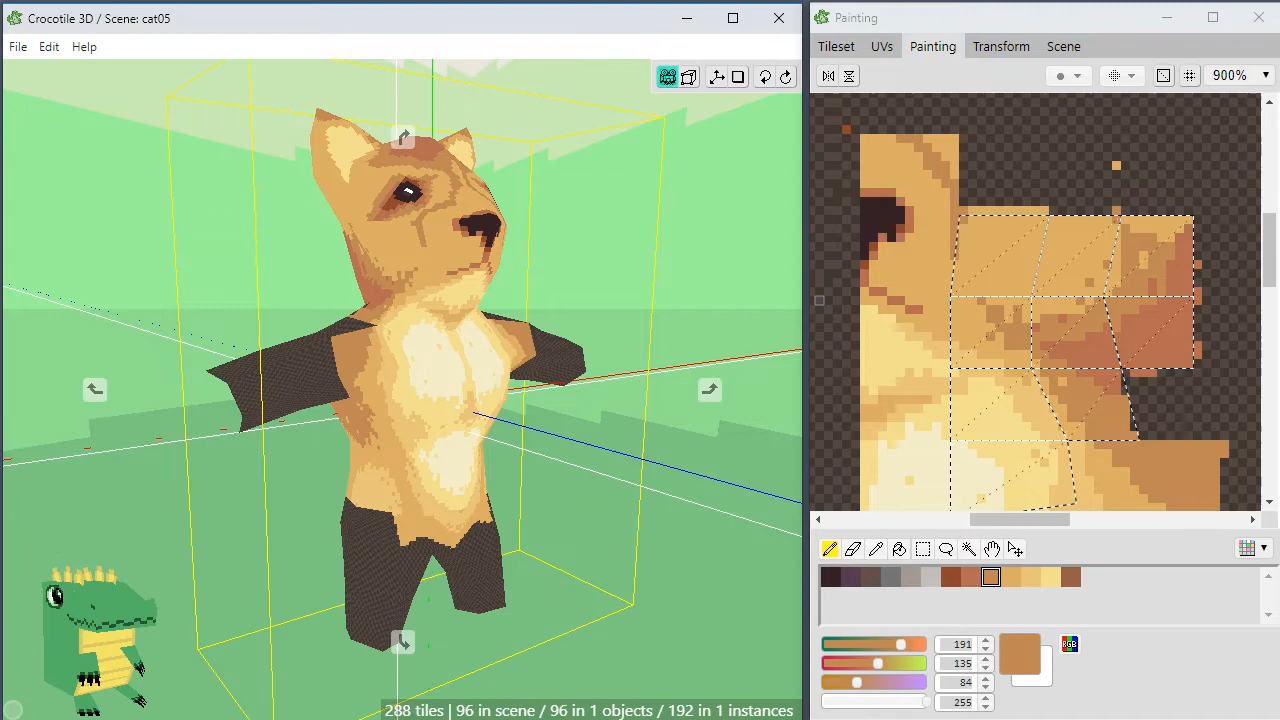 Crocotile 3D / Scene: cat05
File Edit Help
288 tiles | 96 in scene / 96 in 1 objects / 192 in 1 instances
Painting
Tileset UVs Painting Transform Scene
900%
191
RGB
135
84
255